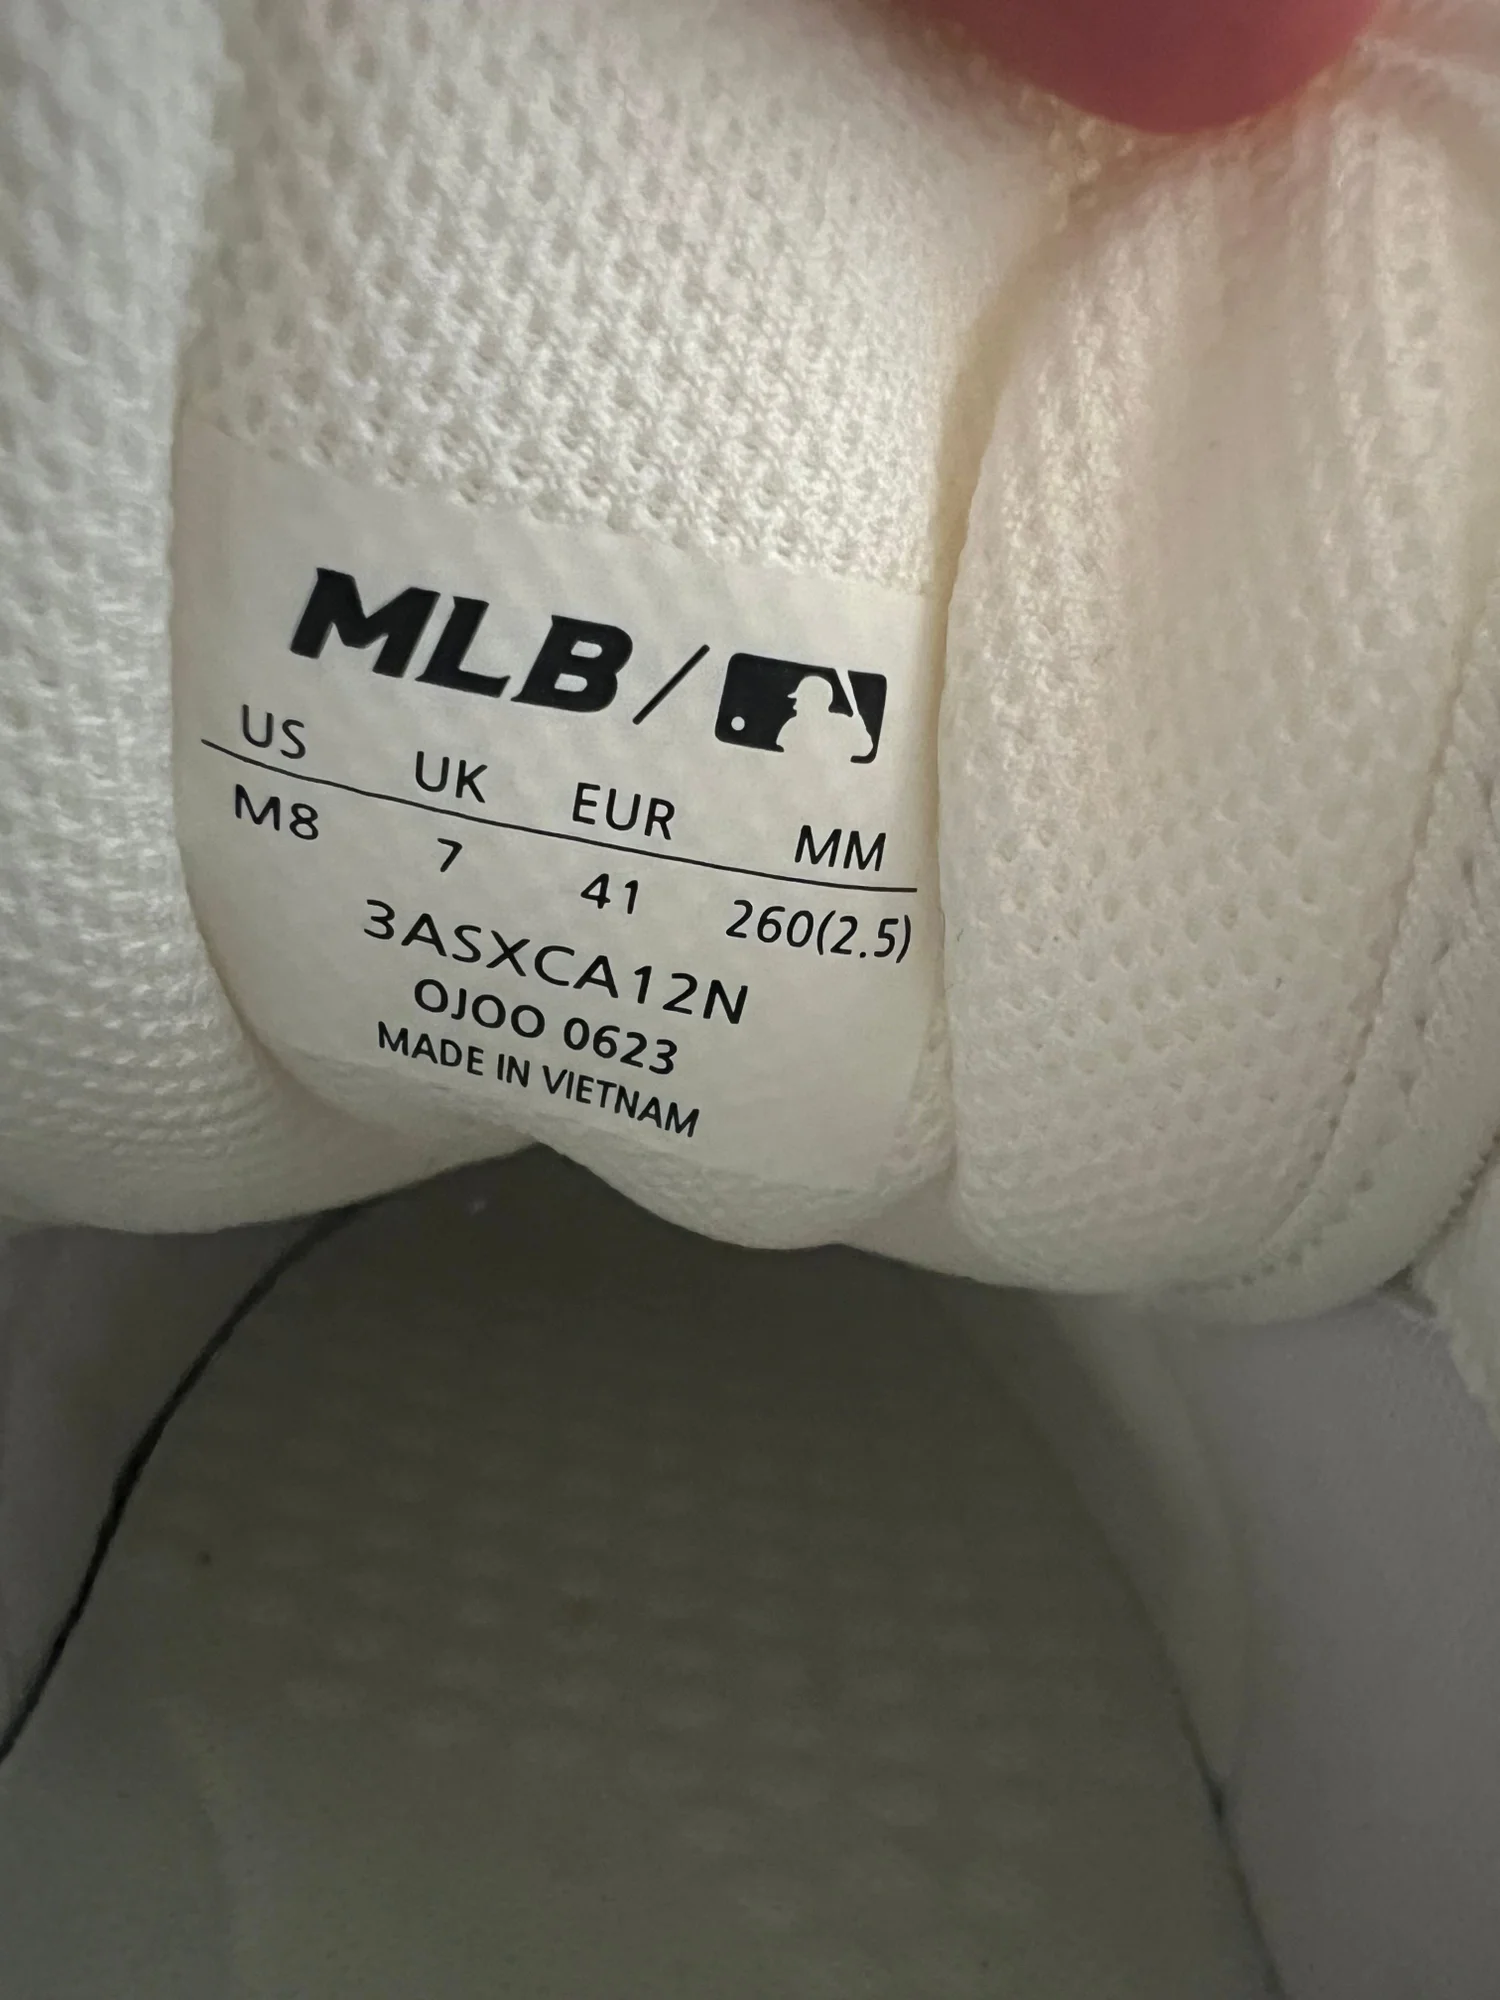 MLB/
US UK EUR MM
M8 7 41 260(2.5)
3ASXCA12N
OJOO 0623
MADE IN VIETNAM